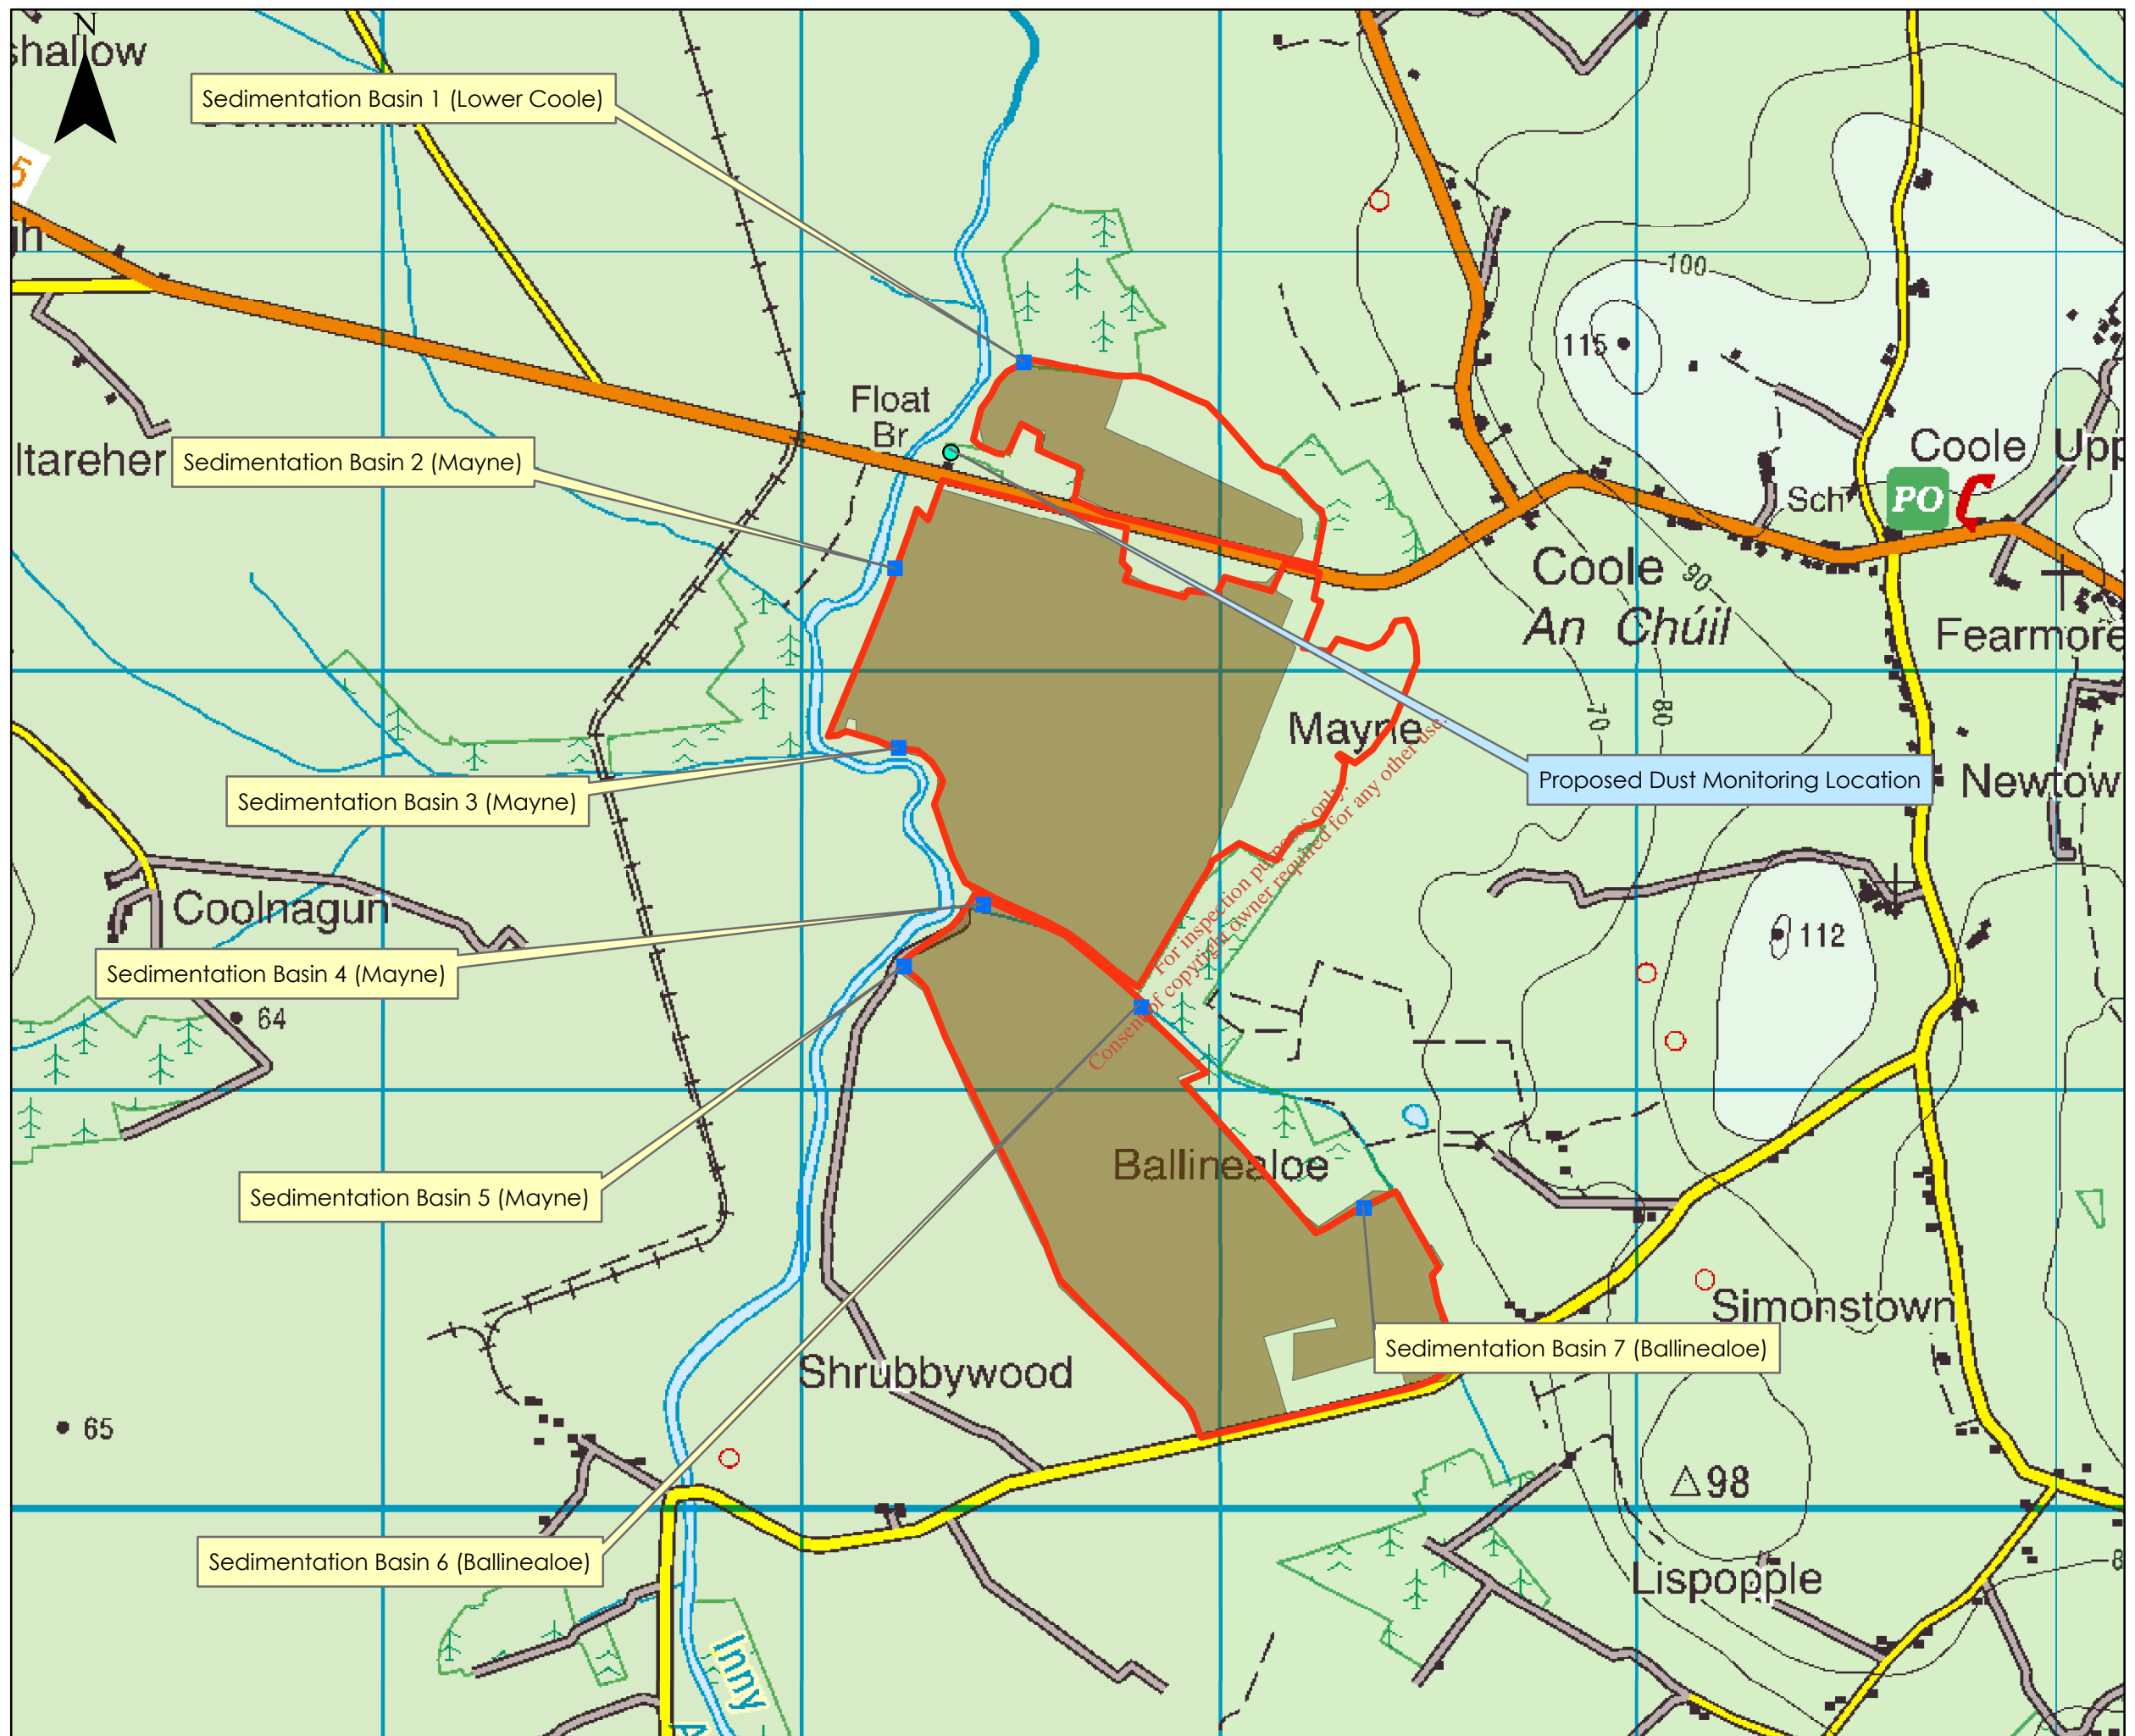 N
shallow
Sedimentation Basin 1 (Lower Coole)
5
100
115
Float
Br
Coole Upp
ltareher
Sedimentation Basin 2 (Mayne)
Sch
PO
Coole
90
An Chúil
Fearmore
70
80
Mayne
Proposed Dust Monitoring Location
Newtow
Sedimentation Basin 3 (Mayne)
For inspection purposes only.
Consent of copyright owner required for any other use.
Coolnagun
112
Sedimentation Basin 4 (Mayne)
64
Ballinealoe
Sedimentation Basin 5 (Mayne)
Simonstown
Sedimentation Basin 7 (Ballinealoe)
Shrubbywood
65
98
Sedimentation Basin 6 (Ballinealoe)
Lispopple
8
Inny
A